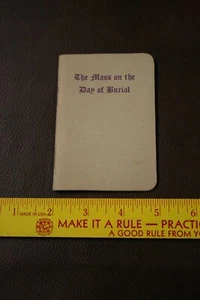 The Mass on the
Day of Burial
MADE IN USA
1 2 3 4 5 6
MAKE IT A RULE — PRACTI
A GOOD RULE FROM YO